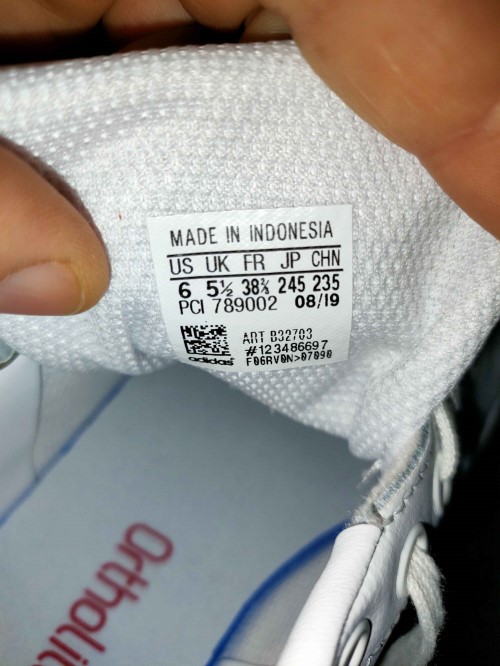 MADE IN INDONESIA
US UK FR JP CHN
6 5½ 38⅔ 245 235
PCI 789002 08/19
ART B32703
#123486697
adidas F06RV0N>07090
Ortholit